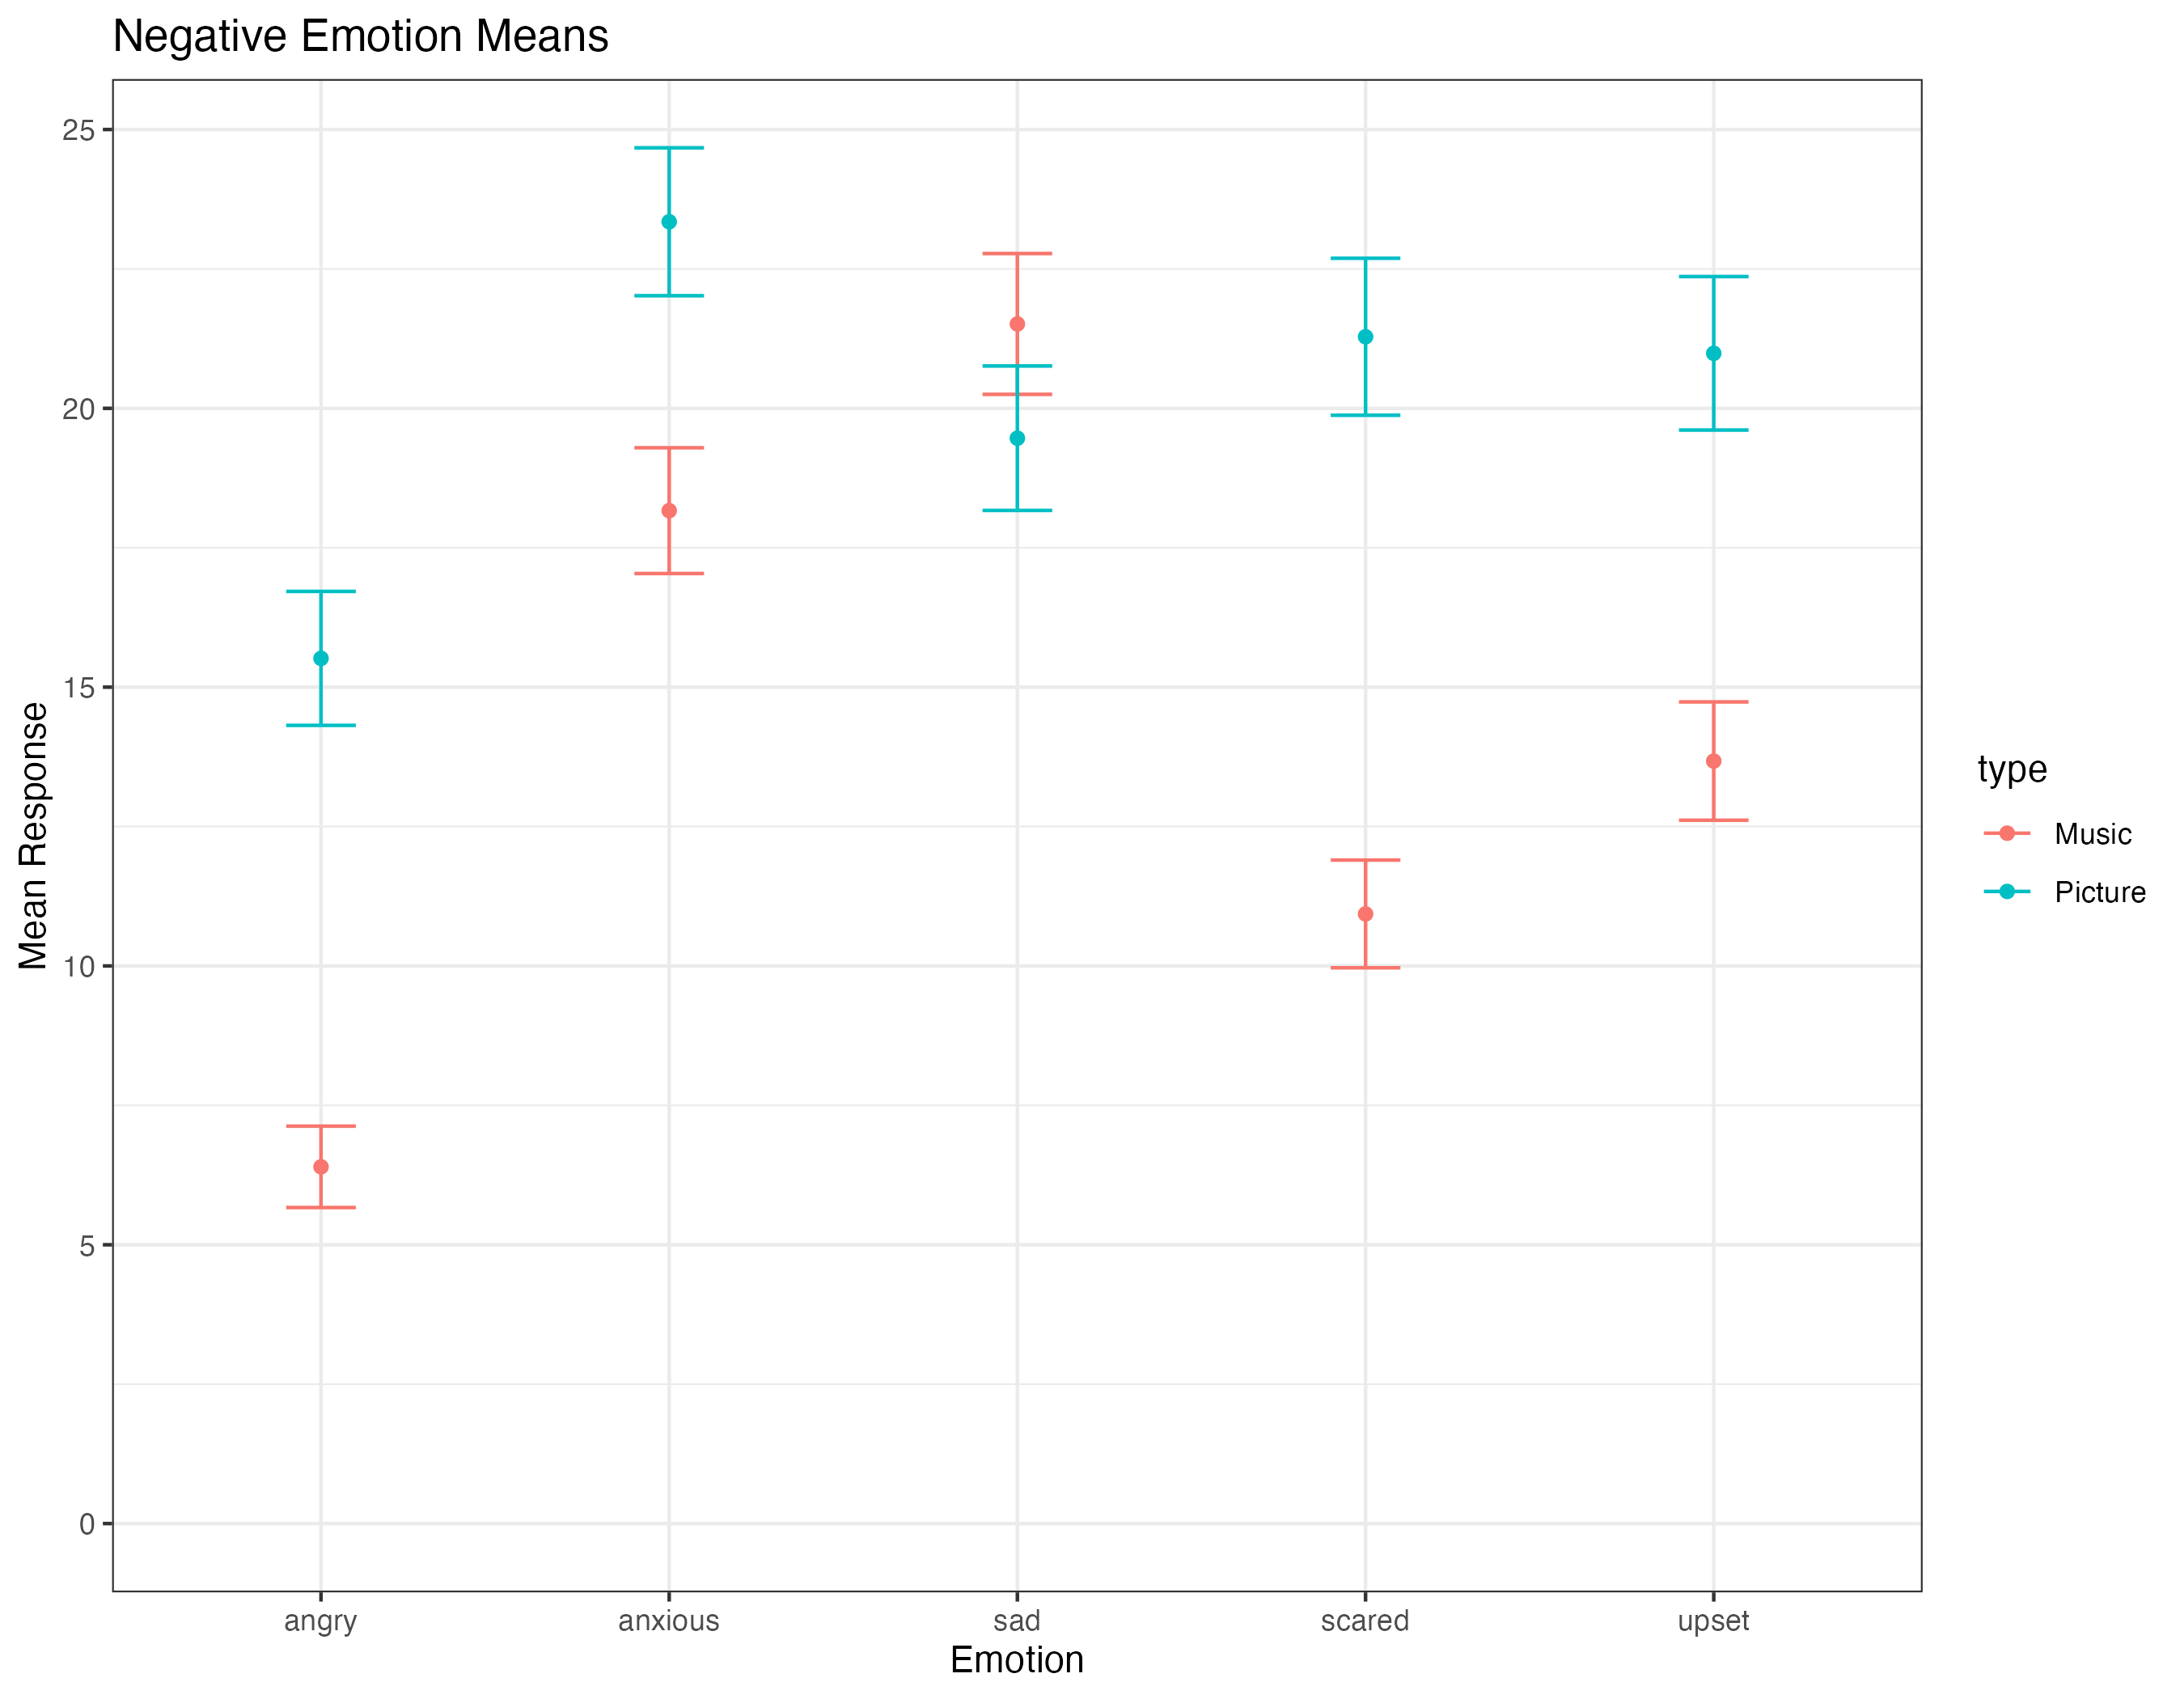 Negative Emotion Means
25
20
15
10
5
0
Mean Response
angry
anxious
sad
scared
upset
Emotion
type
Music
Picture